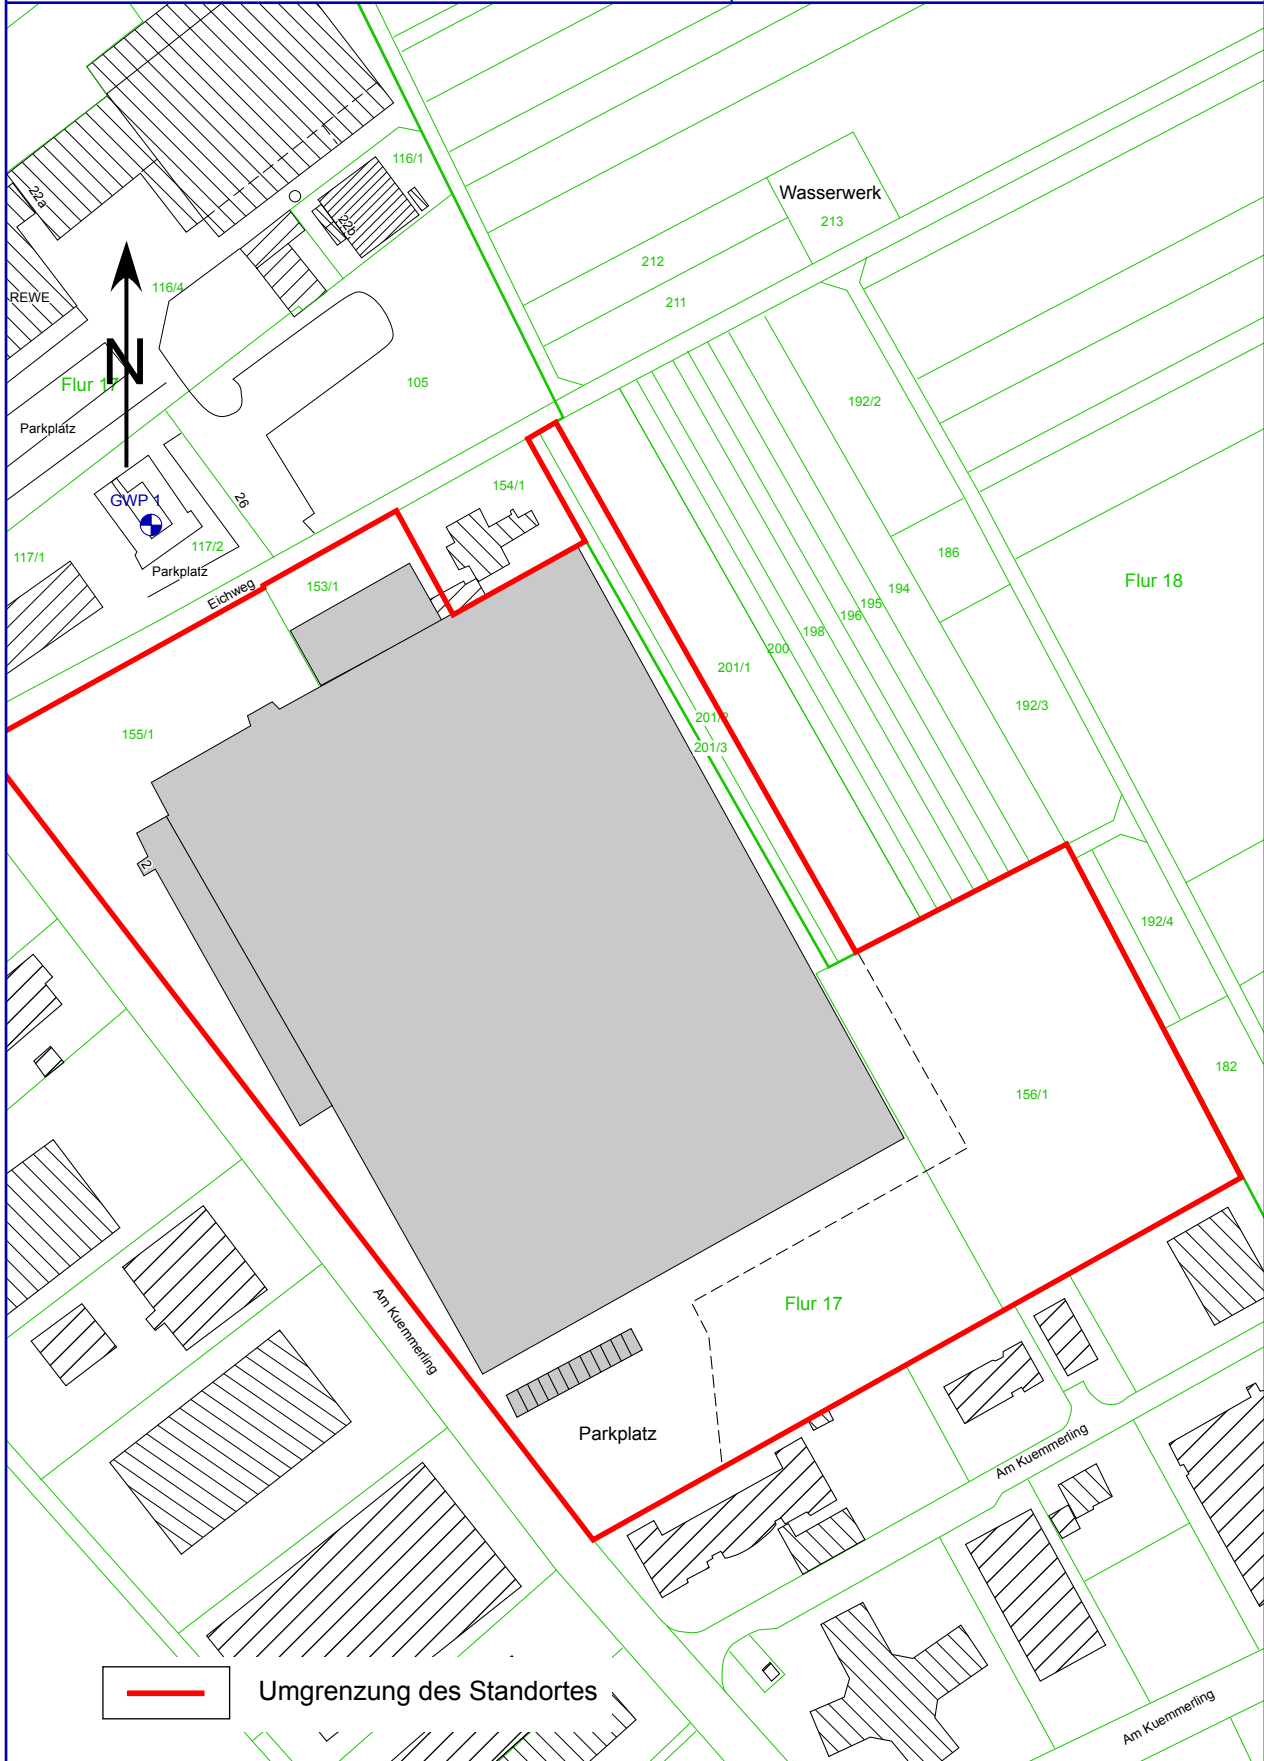 116/1
22a
22b
Wasserwerk
213
212
116/4
REWE
211
N
Flur 17
105
192/2
Parkplatz
154/1
26
GWP 1
117/2
117/1
186
Parkplatz
Flur 18
153/1
194
Eichweg
195
196
198
200
201/1
192/3
201/2
155/1
201/3
2
192/4
182
156/1
Flur 17
Am Kuemmerling
Parkplatz
Am Kuemmerling
Umgrenzung des Standortes
Am Kuemmerling